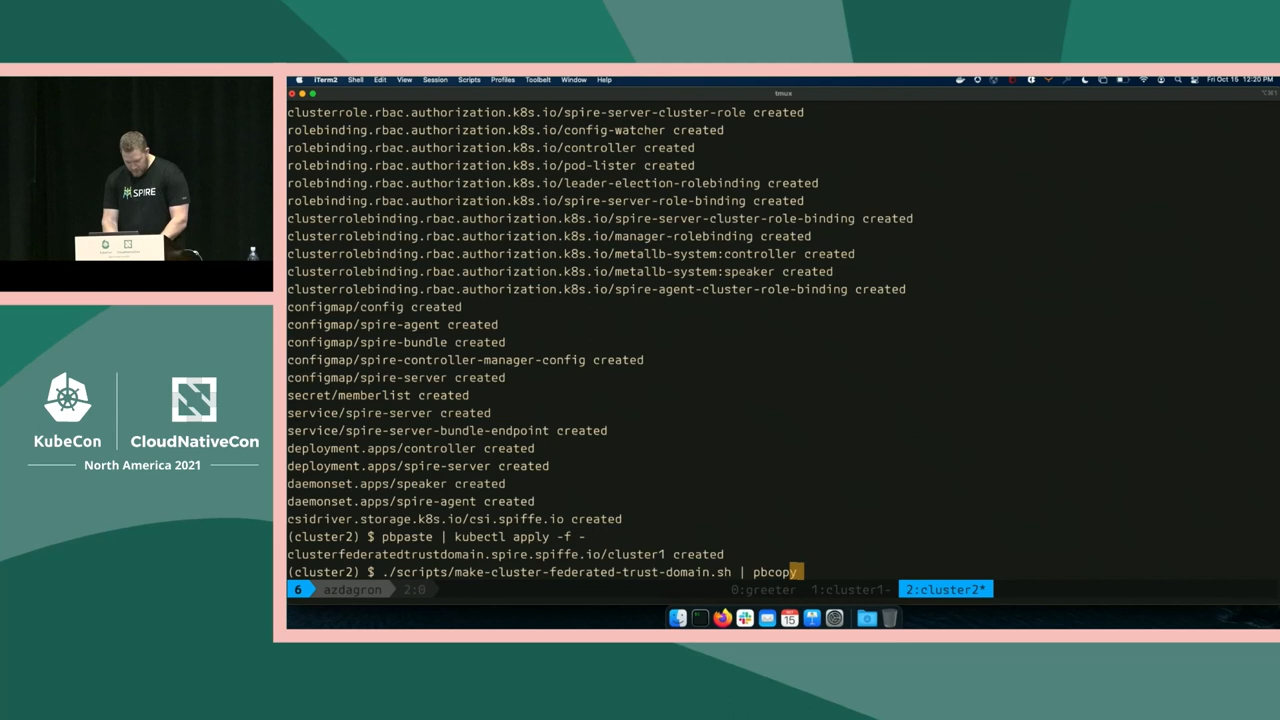 iTerm2 Shell Edit View Session Scripts Profiles Toolbelt Window Help Fri Oct 15 12:20 PM
tmux
clusterrole.rbac.authorization.k8s.io/spire-server-cluster-role created
rolebinding.rbac.authorization.k8s.io/config-watcher created
rolebinding.rbac.authorization.k8s.io/controller created
rolebinding.rbac.authorization.k8s.io/pod-lister created
rolebinding.rbac.authorization.k8s.io/leader-election-rolebinding created
rolebinding.rbac.authorization.k8s.io/spire-server-role-binding created
clusterrolebinding.rbac.authorization.k8s.io/spire-server-cluster-role-binding created
clusterrolebinding.rbac.authorization.k8s.io/manager-rolebinding created
clusterrolebinding.rbac.authorization.k8s.io/metallb-system:controller created
clusterrolebinding.rbac.authorization.k8s.io/metallb-system:speaker created
clusterrolebinding.rbac.authorization.k8s.io/spire-agent-cluster-role-binding created
configmap/config created
configmap/spire-agent created
configmap/spire-bundle created
configmap/spire-controller-manager-config created
configmap/spire-server created
secret/memberlist created
service/spire-server created
service/spire-server-bundle-endpoint created
deployment.apps/controller created
deployment.apps/spire-server created
daemonset.apps/speaker created
daemonset.apps/spire-agent created
csidriver.storage.k8s.io/csi.spiffe.io created
(cluster2) $ pbpaste | kubectl apply -f -
clusterfederatedtrustdomain.spire.spiffe.io/cluster1 created
(cluster2) $ ./scripts/make-cluster-federated-trust-domain.sh | pbcopy
6 azdagron 2:0 0:greeter 1:cluster1- 2:cluster2*
15
SPIRE
KubeCon CloudNativeCon
North America 2021